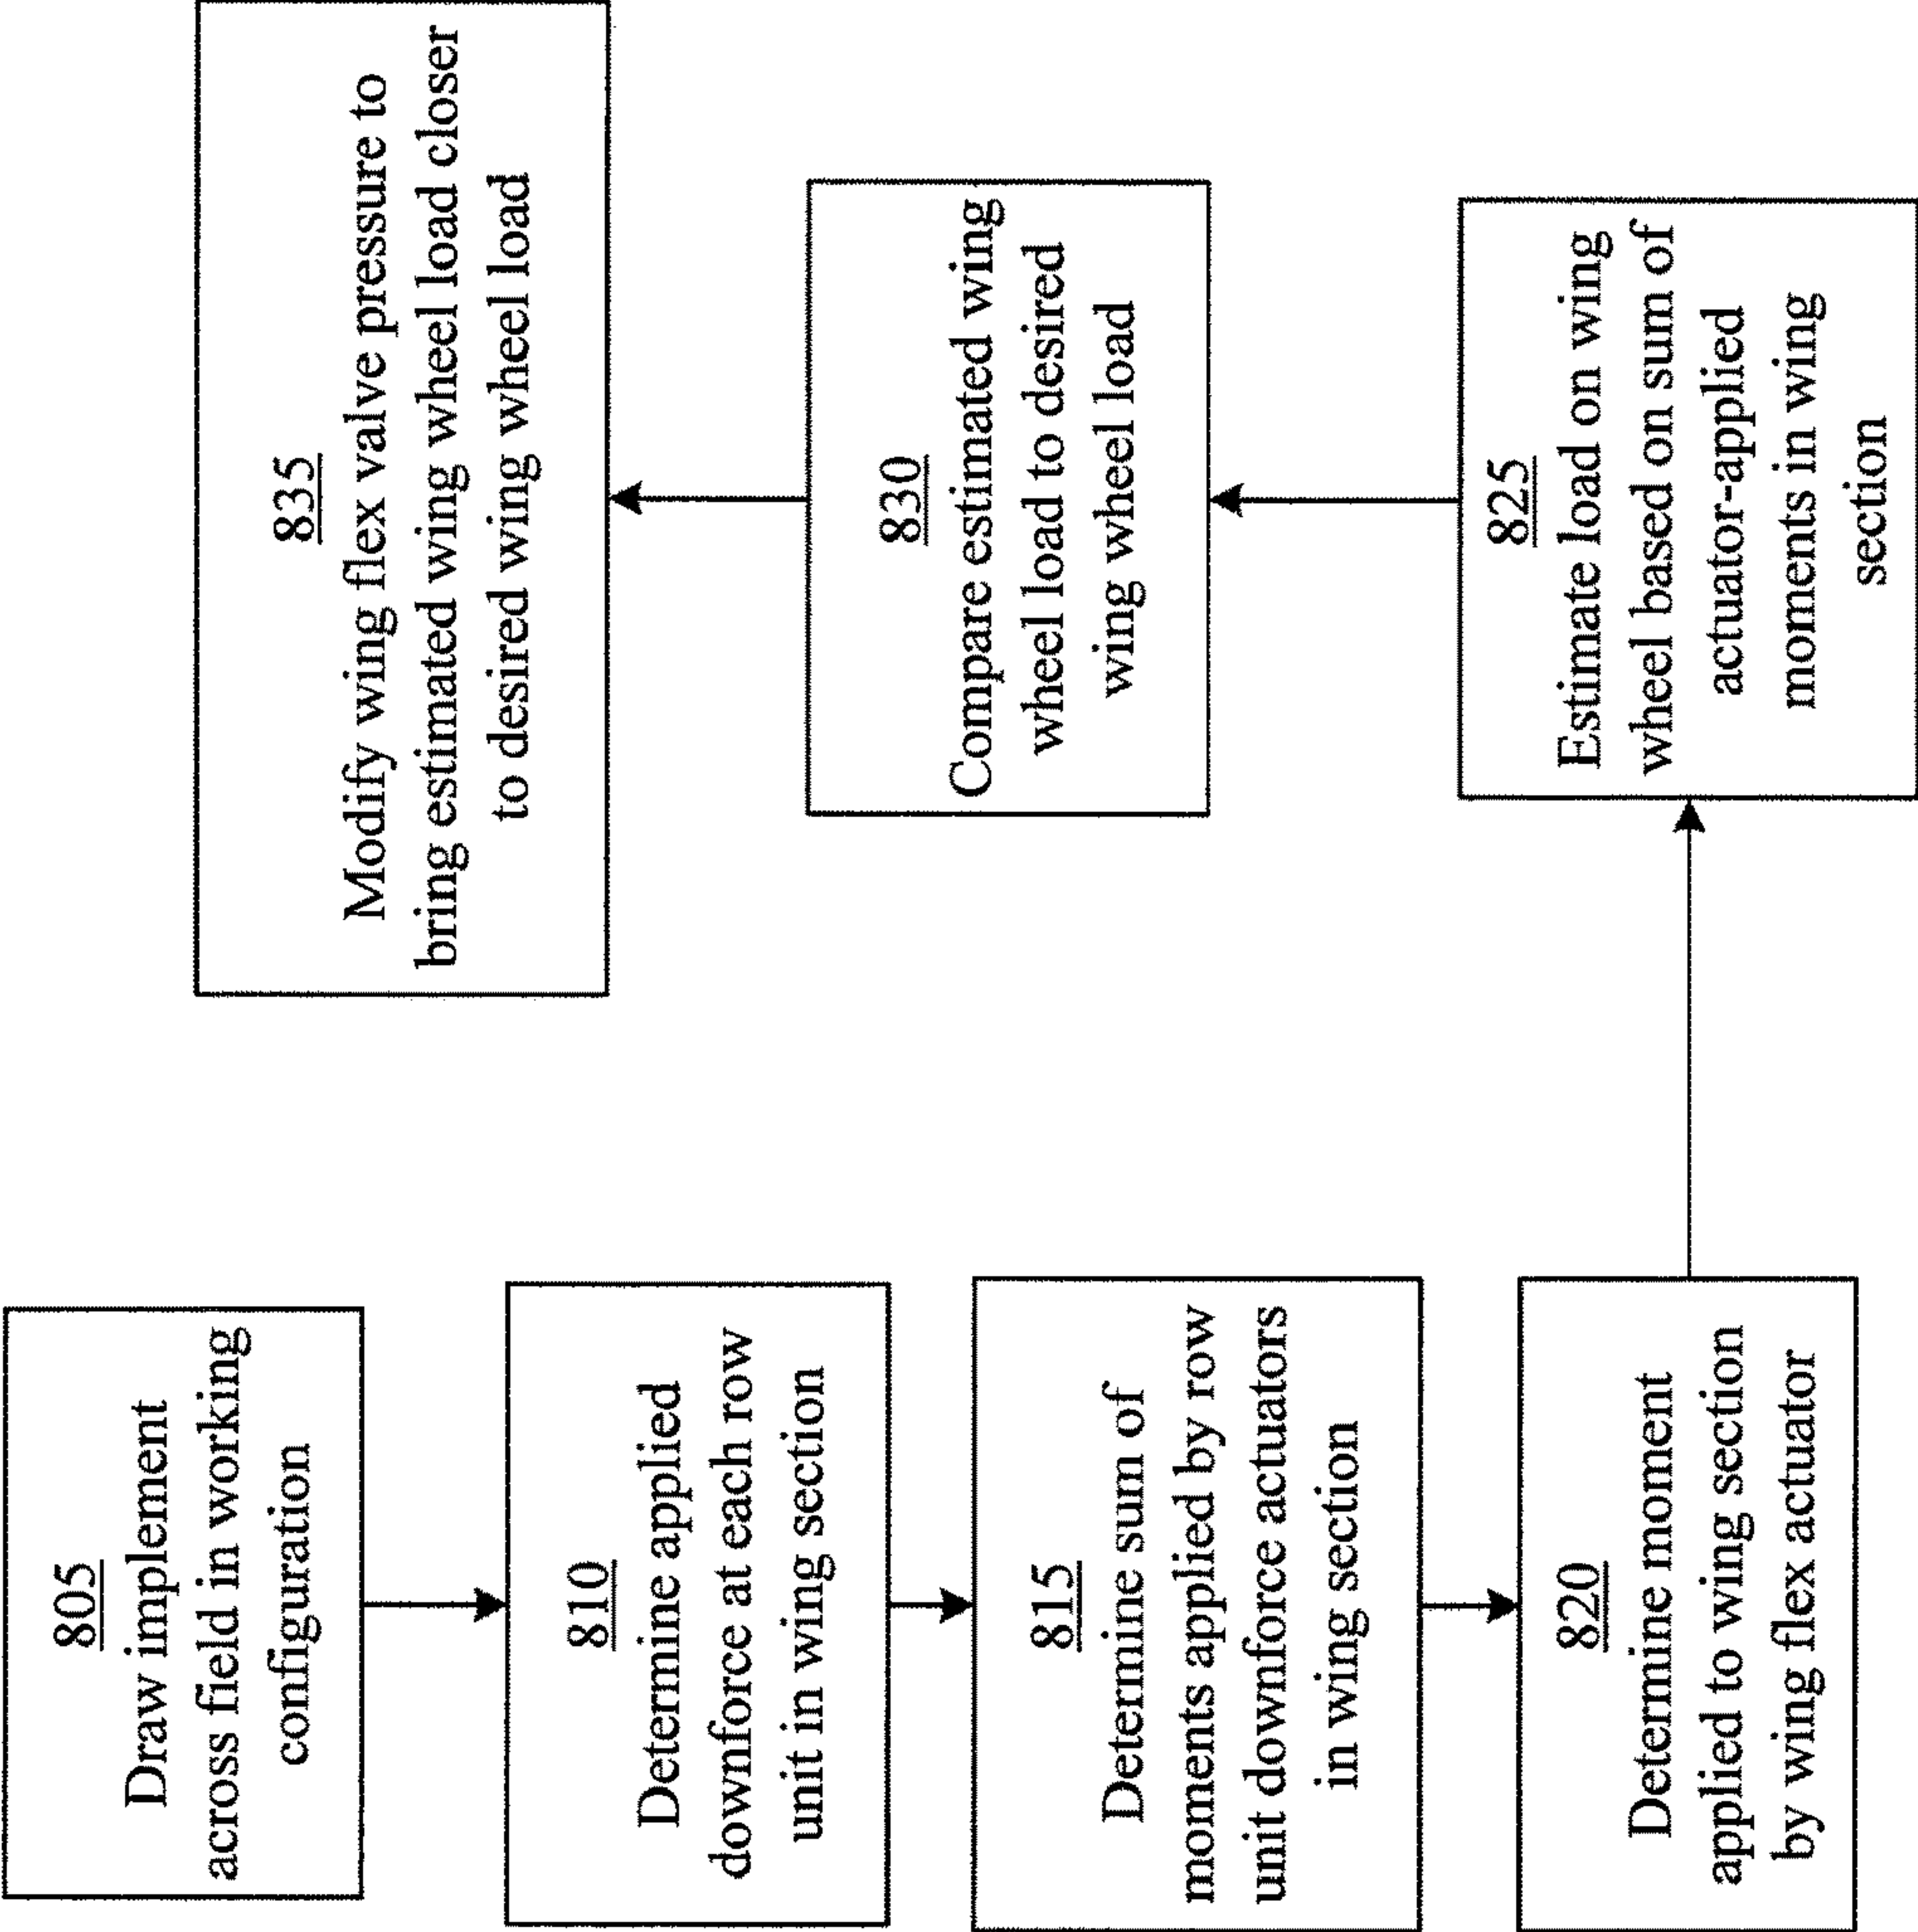 805
Draw implement
across field in working
configuration
810
Determine applied
downforce at each row
unit in wing section
815
Determine sum of
moments applied by row
unit downforce actuators
in wing section
820
Determine moment
applied to wing section
by wing flex actuator
825
Estimate load on wing
wheel based on sum of
actuator-applied
moments in wing
section
830
Compare estimated wing
wheel load to desired
wing wheel load
835
Modify wing flex valve pressure to
bring estimated wing wheel load closer
to desired wing wheel load